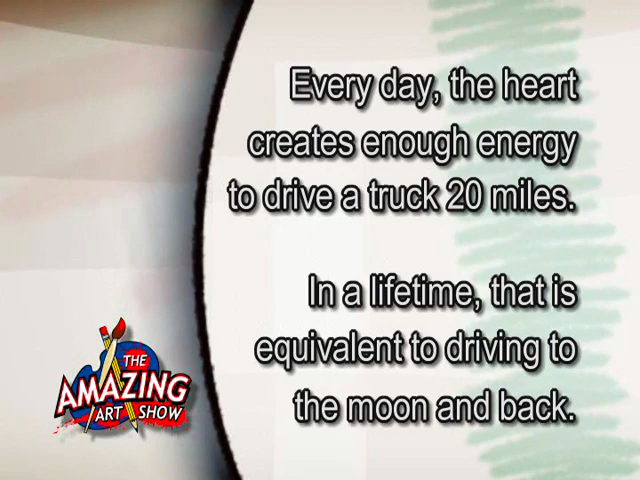 Every day, the heart
creates enough energy
to drive a truck 20 miles.
In a lifetime, that is
equivalent to driving to
the moon and back.
THE
AMAZING
ART SHOW